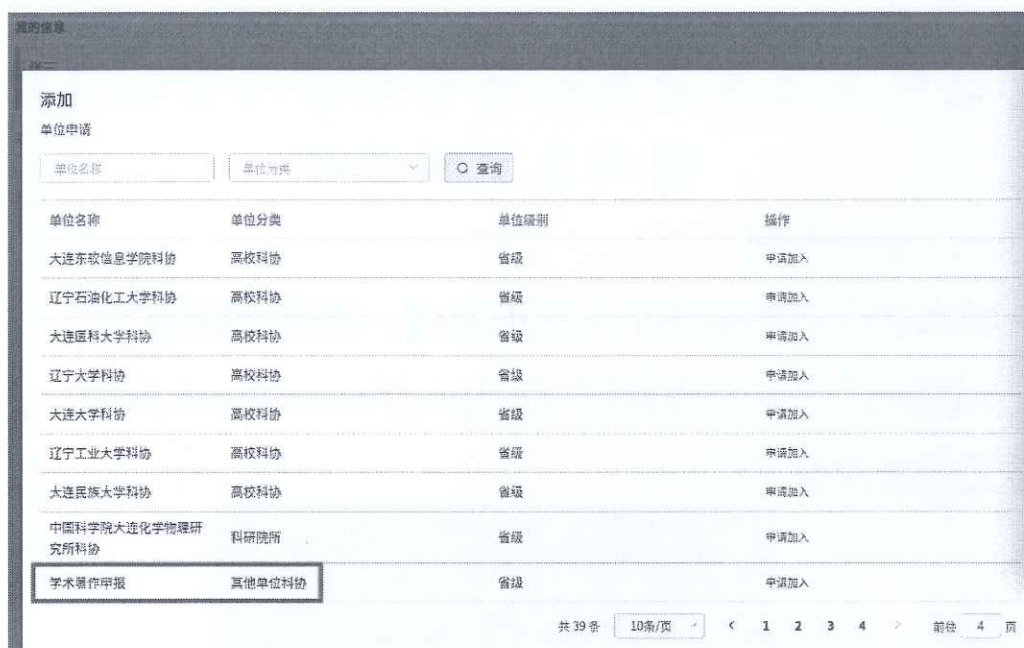 我的信息
张三
添加
单位申请
单位名称 单位分类 查询
单位名称 单位分类 单位级别 操作
大连东软信息学院科协 高校科协 省级 申请加入
辽宁石油化工大学科协 高校科协 省级 申请加入
大连医科大学科协 高校科协 省级 申请加入
辽宁大学科协 高校科协 省级 申请加入
大连大学科协 高校科协 省级 申请加入
辽宁工业大学科协 高校科协 省级 申请加入
大连民族大学科协 高校科协 省级 申请加入
中国科学院大连化学物理研
究所科协 科研院所 省级 申请加入
学术著作申报 其他单位科协 省级 申请加入
共 39 条 10条/页 < 1 2 3 4 > 前往 4 页